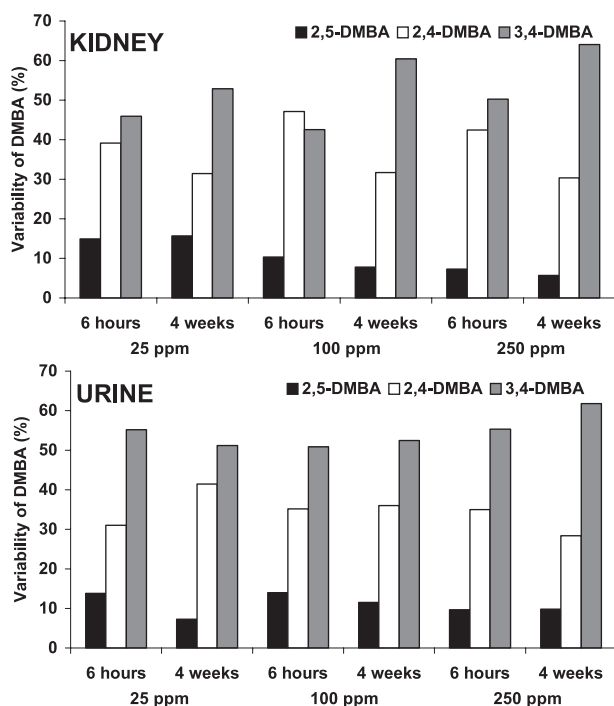 70
KIDNEY
2,5-DMBA 2,4-DMBA 3,4-DMBA
60
50
40
30
20
10
0
Variability of DMBA (%)
6 hours 4 weeks 6 hours 4 weeks 6 hours 4 weeks
25 ppm 100 ppm 250 ppm
70
URINE
2,5-DMBA 2,4-DMBA 3,4-DMBA
60
50
40
30
20
10
0
Variability of DMBA (%)
6 hours 4 weeks 6 hours 4 weeks 6 hours 4 weeks
25 ppm 100 ppm 250 ppm